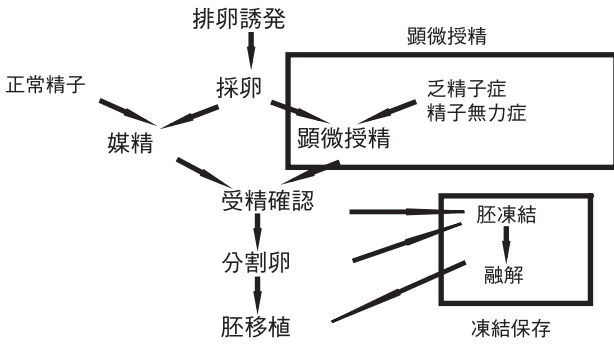 排卵誘発
顕微授精
正常精子
採卵
乏精子症
精子無力症
媒精
顕微授精
受精確認
胚凍結
分割卵
融解
胚移植
凍結保存